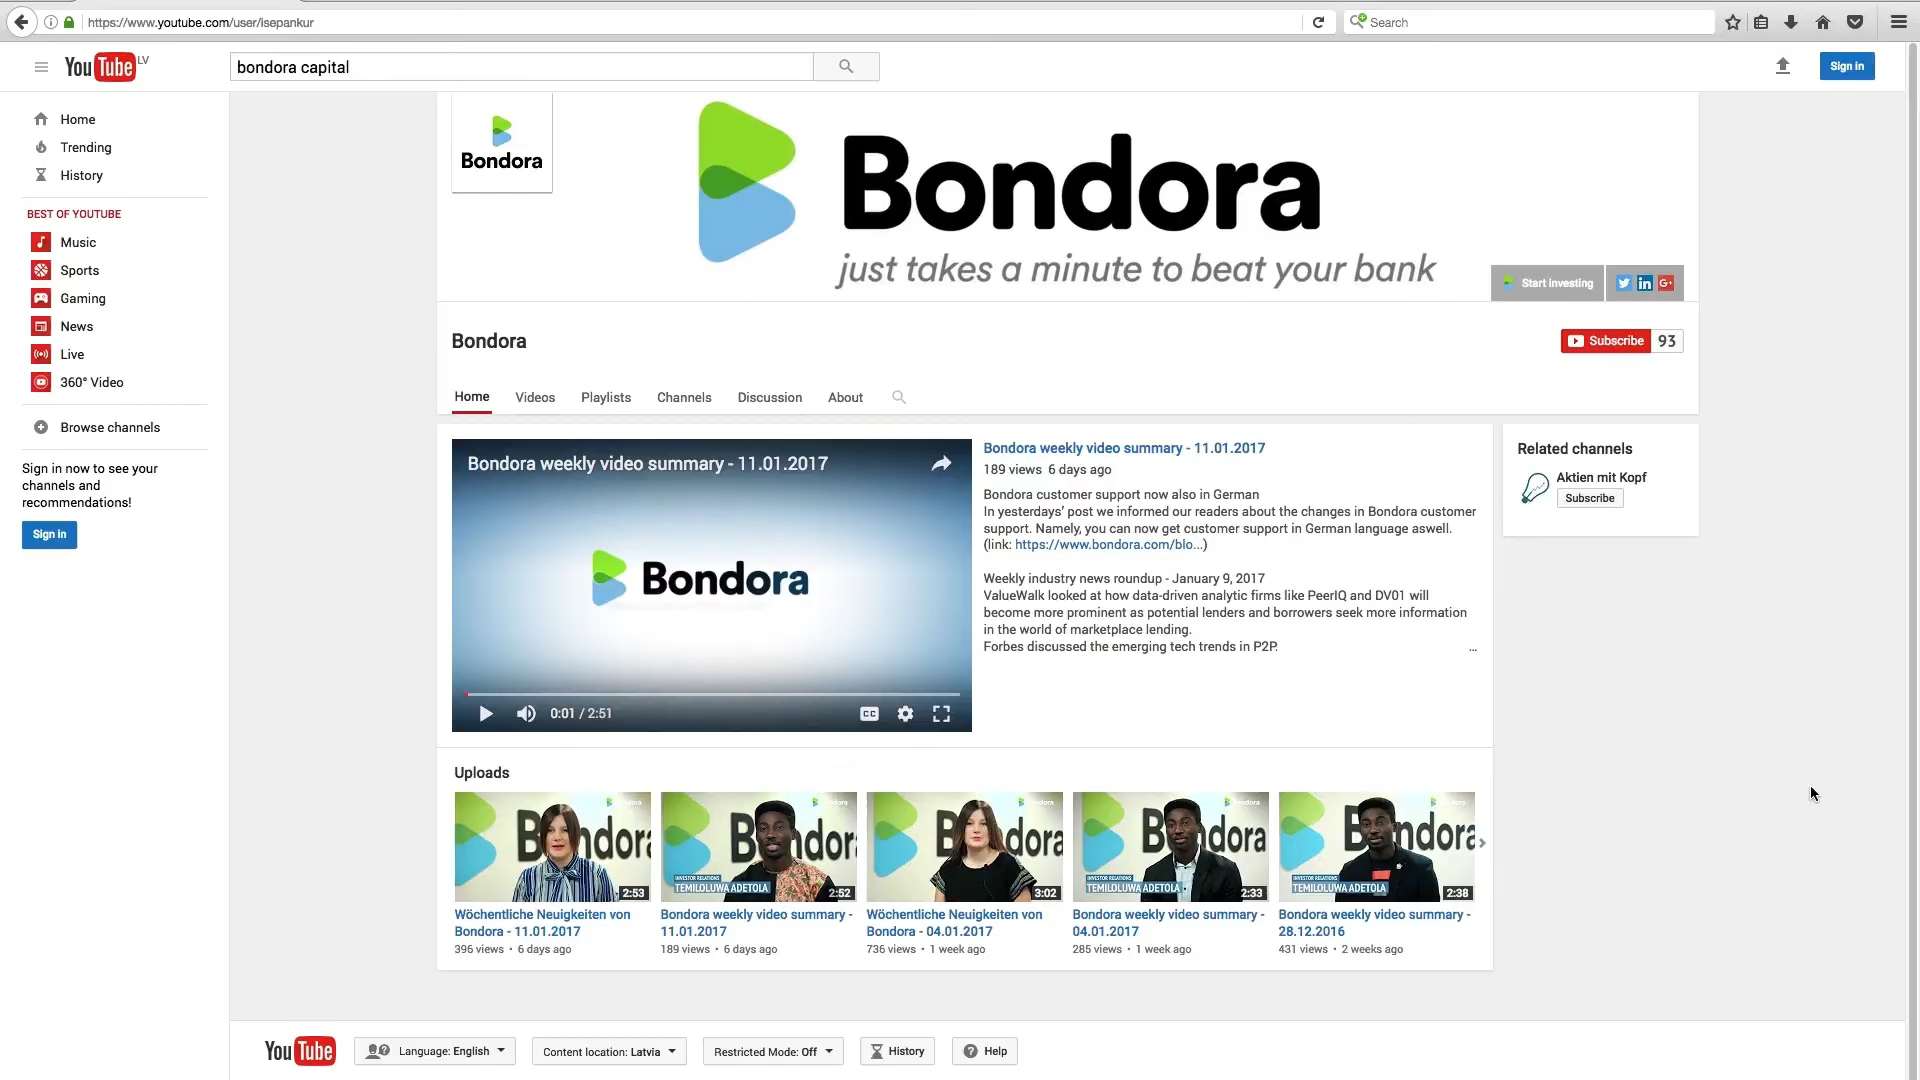 https://www.youtube.com/user/isepankur
Search
YouTube LV
bondora capital
Sign in
Home
Trending
History
BEST OF YOUTUBE
Music
Sports
Gaming
News
Live
360° Video
Browse channels
Sign in now to see your
channels and
recommendations!
Sign in
Bondora
Bondora
just takes a minute to beat your bank
Start investing
Bondora
Subscribe 93
Home Videos Playlists Channels Discussion About
Bondora weekly video summary - 11.01.2017
Bondora
0:01 / 2:51
CC
Bondora weekly video summary - 11.01.2017
189 views 6 days ago
Bondora customer support now also in German
In yesterdays’ post we informed our readers about the changes in Bondora customer
support. Namely, you can now get customer support in German language aswell.
(link: https://www.bondora.com/blo...)
Weekly industry news roundup - January 9, 2017
ValueWalk looked at how data-driven analytic firms like PeerIQ and DV01 will
become more prominent as potential lenders and borrowers seek more information
in the world of marketplace lending.
Forbes discussed the emerging tech trends in P2P.
...
Related channels
Aktien mit Kopf
Subscribe
Uploads
2:53
Wöchentliche Neuigkeiten von
Bondora - 11.01.2017
396 views • 6 days ago
INVESTOR RELATIONS
TEMILOLUWA ADETOLA
2:52
Bondora weekly video summary -
11.01.2017
189 views • 6 days ago
3:02
Wöchentliche Neuigkeiten von
Bondora - 04.01.2017
736 views • 1 week ago
INVESTOR RELATIONS
TEMILOLUWA ADETOLA
2:33
Bondora weekly video summary -
04.01.2017
285 views • 1 week ago
INVESTOR RELATIONS
TEMILOLUWA ADETOLA
2:38
Bondora weekly video summary -
28.12.2016
431 views • 2 weeks ago
YouTube
Language: English
Content location: Latvia
Restricted Mode: Off
History
Help